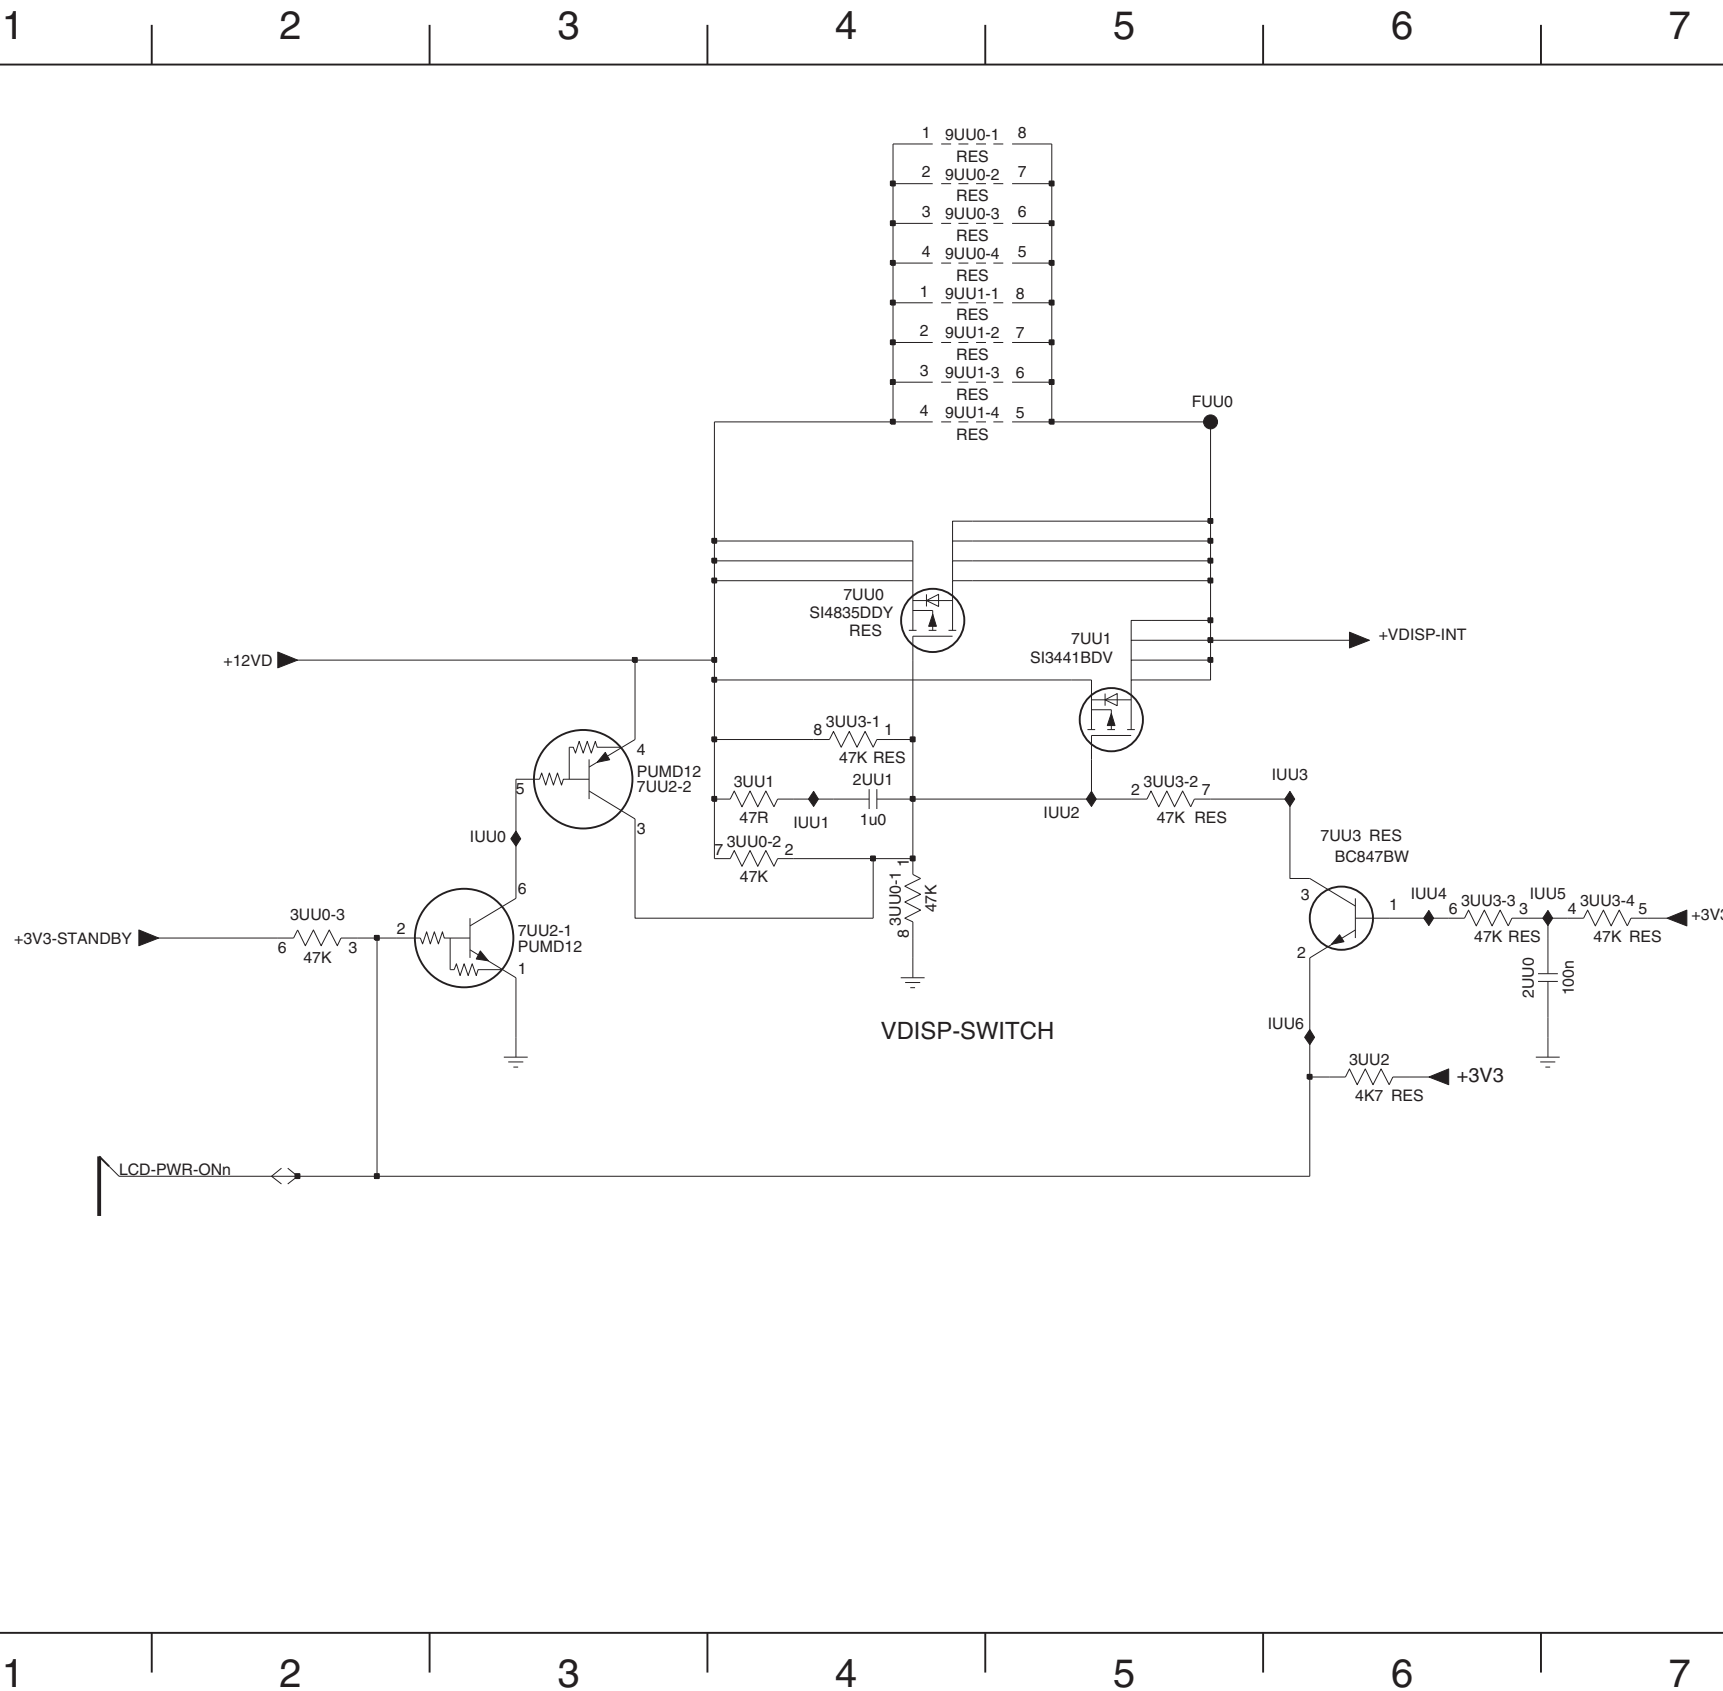 1 2 3 4 5 6 7
1 9UU0-1 8
RES
2 9UU0-2 7
RES
3 9UU0-3 6
RES
4 9UU0-4 5
RES
1 9UU1-1 8
RES
2 9UU1-2 7
RES
3 9UU1-3 6
RES
4 9UU1-4 5
RES
FUU0
7UU0
SI4835DDY
RES
7UU1
SI3441BDV
+VDISP-INT
+12VD
8 3UU3-1 1
47K RES
4
PUMD12
7UU2-2
5
3
3UU1
47R
IUU1
2UU1
1u0
IUU2
2 3UU3-2 7
47K RES
IUU3
IUU0
7 3UU0-2 2
47K
1
3UU0-1
47K
8
7UU3 RES
BC847BW
6
3
1
2
IUU4
6 3UU3-3 3
47K RES
IUU5
4 3UU3-4 5
47K RES
+3V3
3UU0-3
6 3
47K
+3V3-STANDBY
2
7UU2-1
PUMD12
1
2UU0
100n
VDISP-SWITCH
IUU6
3UU2
4K7 RES
+3V3
LCD-PWR-ONn
1 2 3 4 5 6 7